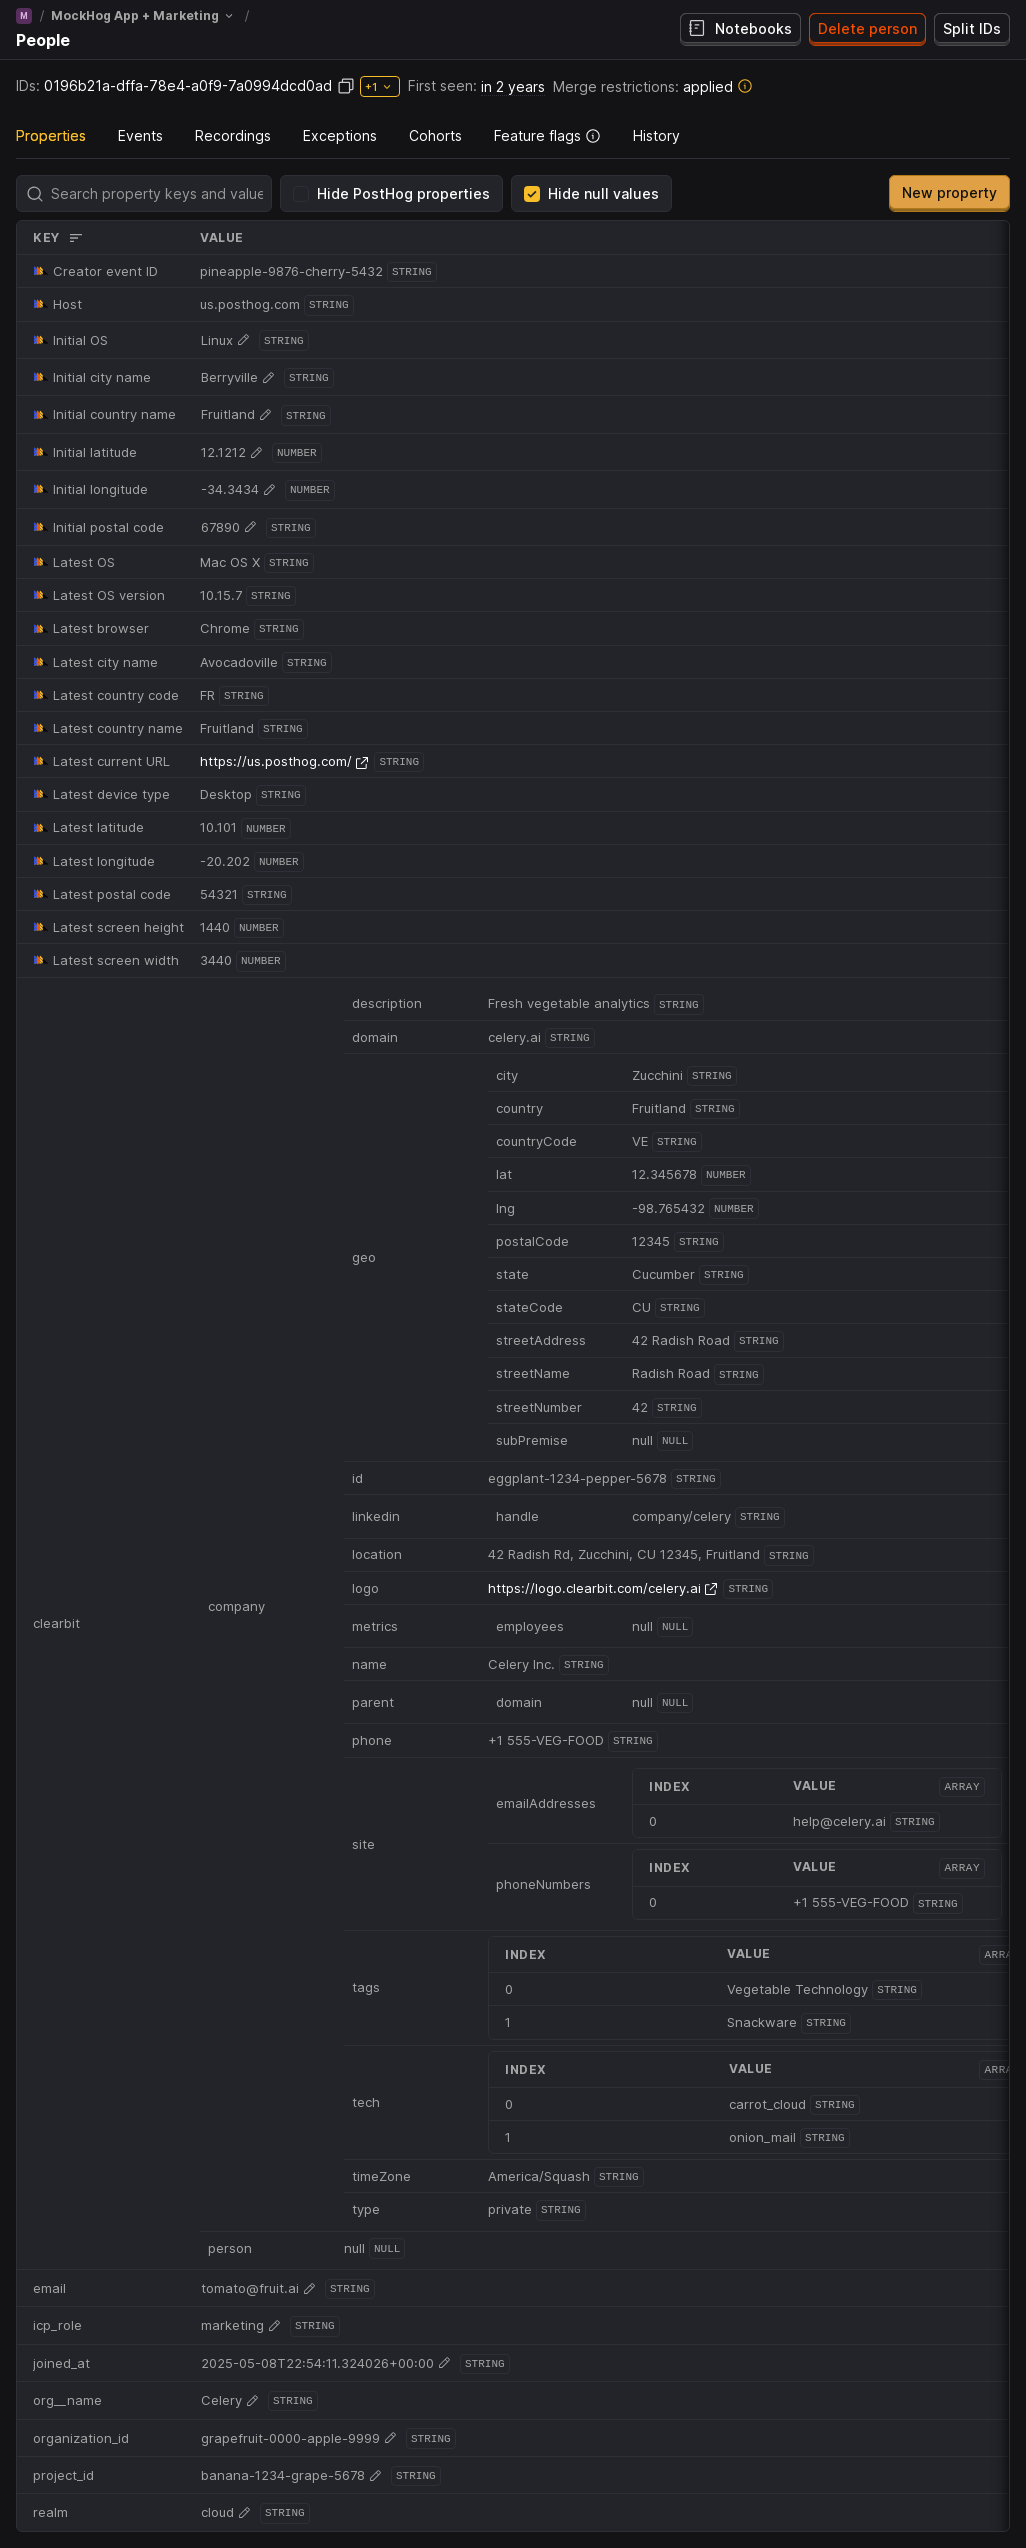 M / MockHog App + Marketing /
People
Notebooks
Delete person
Split IDs
IDs: 0196b21a-dffa-78e4-a0f9-7a0994dcd0ad +1 First seen: in 2 years Merge restrictions: applied
Properties Events Recordings Exceptions Cohorts Feature flags History
Search property keys and value
Hide PostHog properties
Hide null values
New property
KEY VALUE
Creator event ID pineapple-9876-cherry-5432 STRING
Host us.posthog.com STRING
Initial OS Linux STRING
Initial city name Berryville STRING
Initial country name Fruitland STRING
Initial latitude 12.1212 NUMBER
Initial longitude -34.3434 NUMBER
Initial postal code 67890 STRING
Latest OS Mac OS X STRING
Latest OS version 10.15.7 STRING
Latest browser Chrome STRING
Latest city name Avocadoville STRING
Latest country code FR STRING
Latest country name Fruitland STRING
Latest current URL https://us.posthog.com/ STRING
Latest device type Desktop STRING
Latest latitude 10.101 NUMBER
Latest longitude -20.202 NUMBER
Latest postal code 54321 STRING
Latest screen height 1440 NUMBER
Latest screen width 3440 NUMBER
clearbit
company
description Fresh vegetable analytics STRING
domain celery.ai STRING
geo
city Zucchini STRING
country Fruitland STRING
countryCode VE STRING
lat 12.345678 NUMBER
lng -98.765432 NUMBER
postalCode 12345 STRING
state Cucumber STRING
stateCode CU STRING
streetAddress 42 Radish Road STRING
streetName Radish Road STRING
streetNumber 42 STRING
subPremise null NULL
id eggplant-1234-pepper-5678 STRING
linkedin handle company/celery STRING
location 42 Radish Rd, Zucchini, CU 12345, Fruitland STRING
logo https://logo.clearbit.com/celery.ai STRING
metrics employees null NULL
name Celery Inc. STRING
parent domain null NULL
phone +1 555-VEG-FOOD STRING
site
emailAddresses
INDEX VALUE ARRAY
0 help@celery.ai STRING
phoneNumbers
INDEX VALUE ARRAY
0 +1 555-VEG-FOOD STRING
tags
INDEX VALUE ARRA
0 Vegetable Technology STRING
1 Snackware STRING
tech
INDEX VALUE ARRA
0 carrot_cloud STRING
1 onion_mail STRING
timeZone America/Squash STRING
type private STRING
person null NULL
email tomato@fruit.ai STRING
icp_role marketing STRING
joined_at 2025-05-08T22:54:11.324026+00:00 STRING
org__name Celery STRING
organization_id grapefruit-0000-apple-9999 STRING
project_id banana-1234-grape-5678 STRING
realm cloud STRING